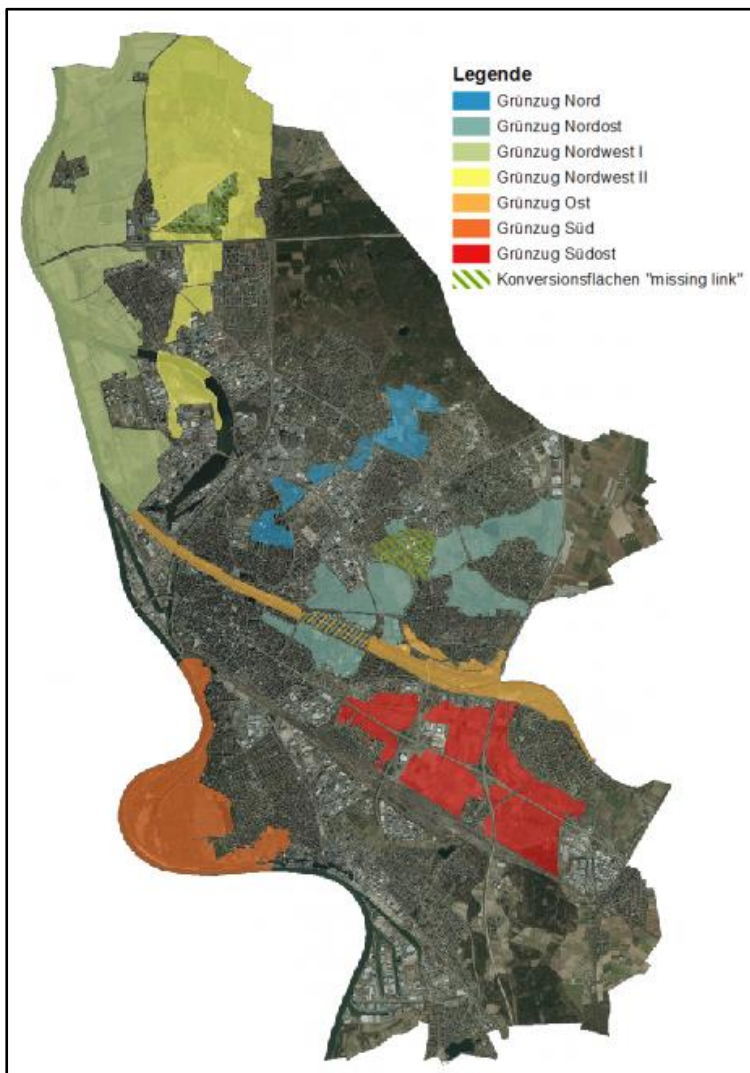 Legende
Grünzug Nord
Grünzug Nordost
Grünzug Nordwest I
Grünzug Nordwest II
Grünzug Ost
Grünzug Süd
Grünzug Südost
Konversionsflächen "missing link"